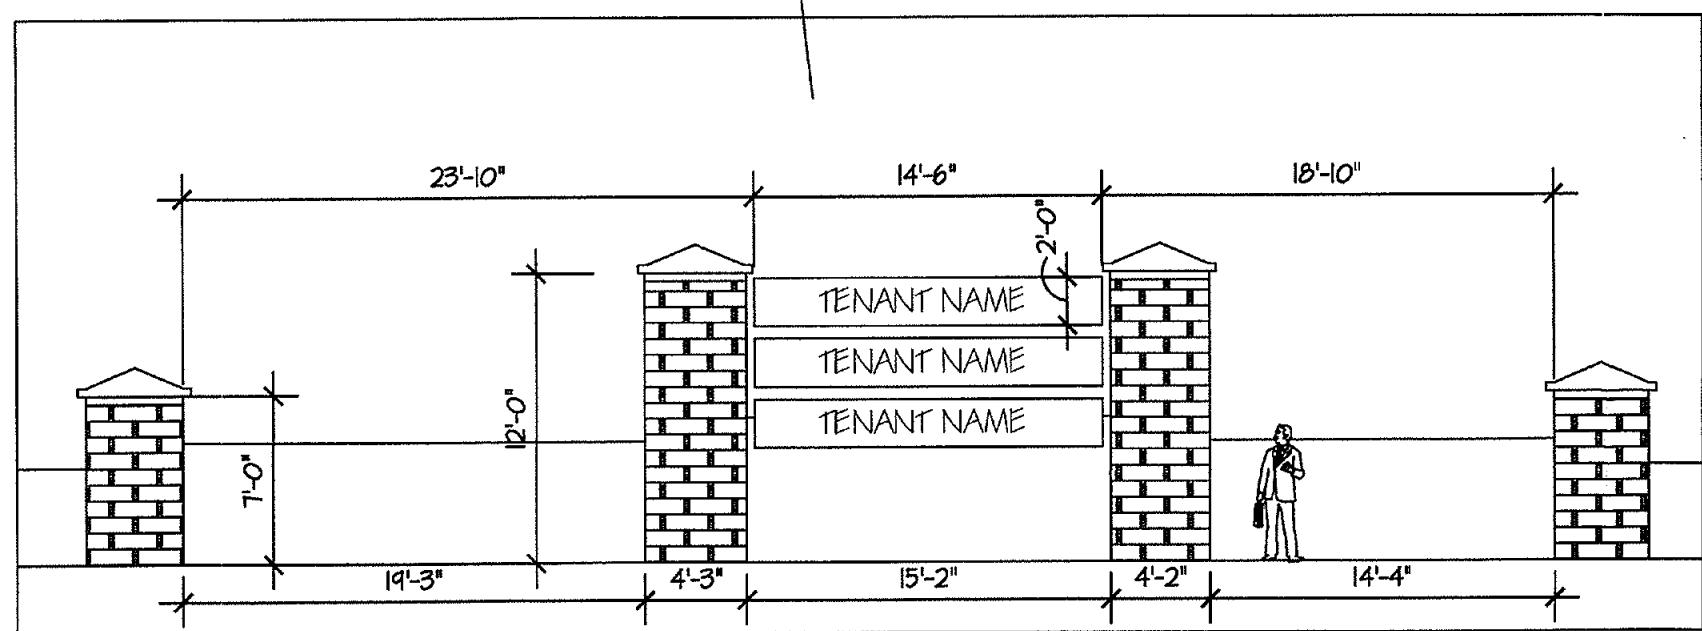 23'-10" 14'-6" 18'-10"
2'-0"
TENANT NAME
TENANT NAME
TENANT NAME
12'-0"
7'-0"
19'-3" 4'-3" 15'-2" 4'-2" 14'-4"